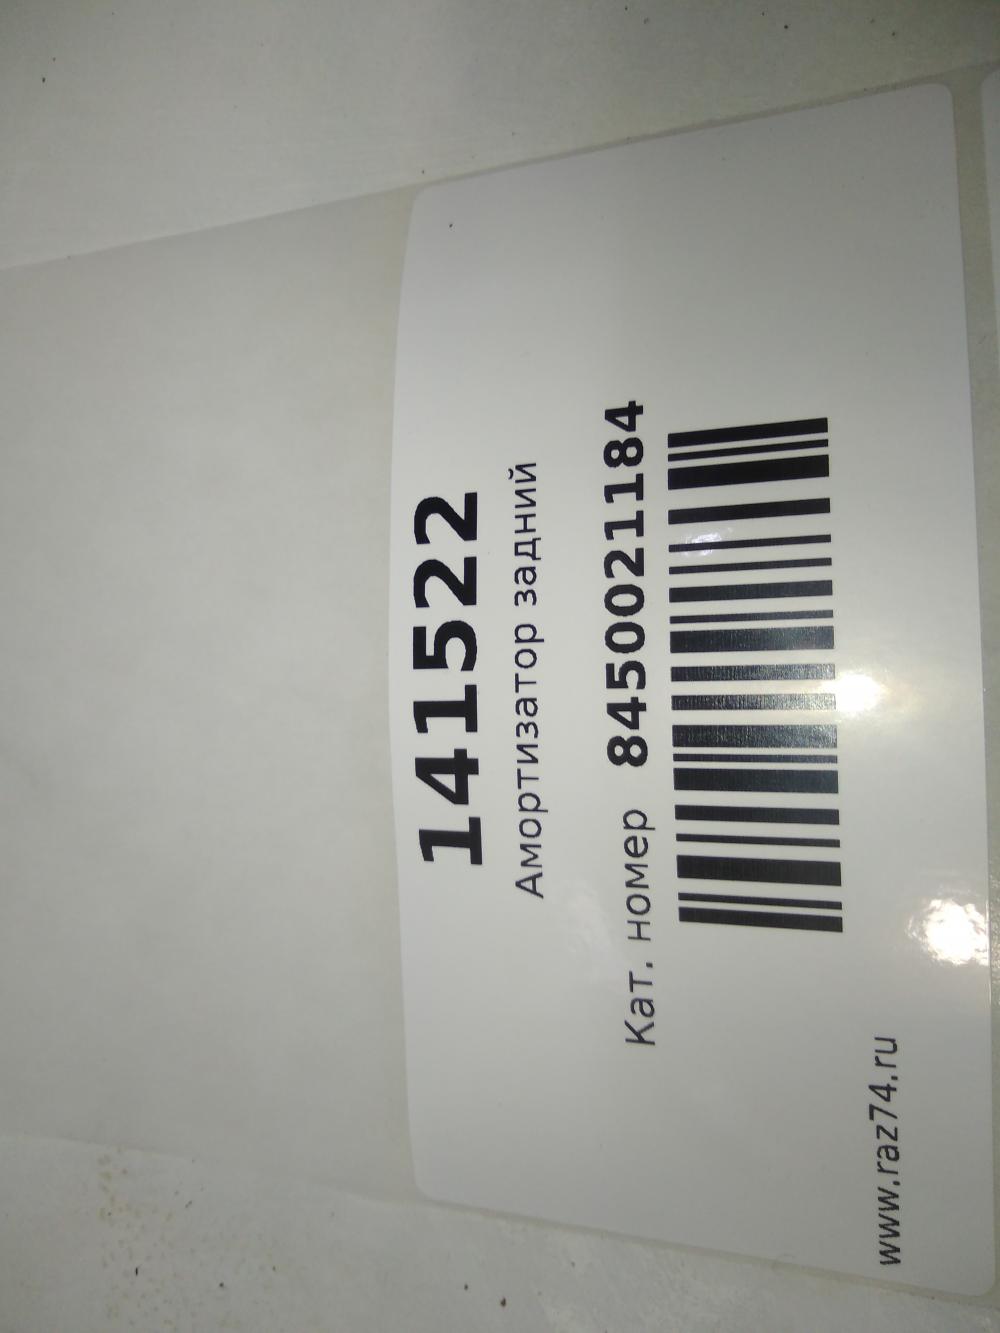 141522
Амортизатор задний
Кат. номер 8450021184
www.raz74.ru